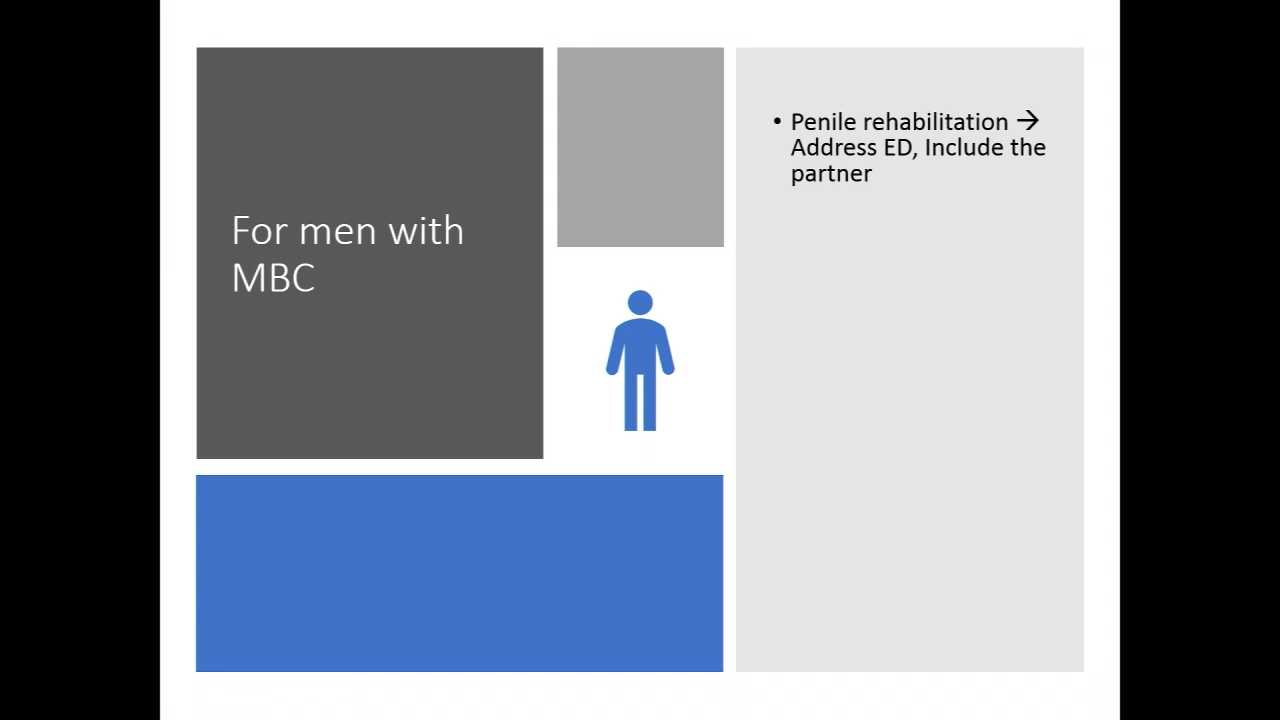 For men with
MBC
• Penile rehabilitation →
Address ED, Include the
partner